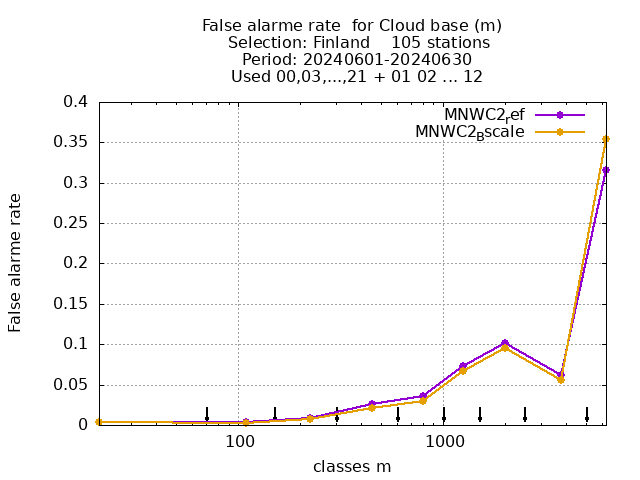 False alarme rate  for Cloud base (m)
Selection: Finland    105 stations
Period: 20240601-20240630
Used 00,03,...,21 + 01 02 ... 12
MNWC2ref
MNWC2Bscale
0.4
0.35
0.3
0.25
0.2
0.15
0.1
0.05
0
False alarme rate
100
1000
classes m